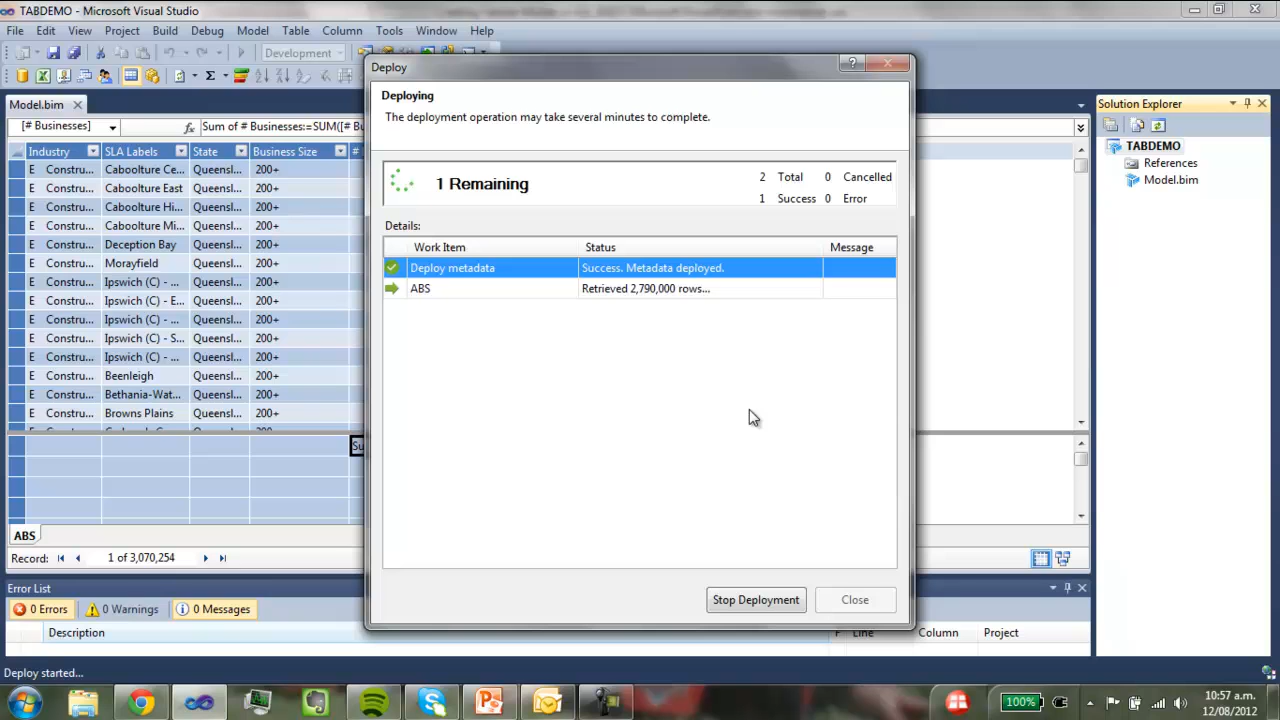 TABDEMO - Microsoft Visual Studio
File Edit View Project Build Debug Model Table Column Tools Window Help
Development
Model.bim
[# Businesses] fx Sum of # Businesses:=SUM([# B
Industry SLA Labels State Business Size #
E Constru... Caboolture Ce... Queensl... 200+
E Constru... Caboolture East Queensl... 200+
E Constru... Caboolture Hi... Queensl... 200+
E Constru... Caboolture Mi... Queensl... 200+
E Constru... Deception Bay Queensl... 200+
E Constru... Morayfield Queensl... 200+
E Constru... Ipswich (C) - ... Queensl... 200+
E Constru... Ipswich (C) - E... Queensl... 200+
E Constru... Ipswich (C) - ... Queensl... 200+
E Constru... Ipswich (C) - S... Queensl... 200+
E Constru... Ipswich (C) - ... Queensl... 200+
E Constru... Beenleigh Queensl... 200+
E Constru... Bethania-Wat... Queensl... 200+
E Constru... Browns Plains Queensl... 200+
Su
ABS
Record: 1 of 3,070,254
Deploy
Deploying
The deployment operation may take several minutes to complete.
1 Remaining
2 Total 0 Cancelled
1 Success 0 Error
Details:
Work Item Status Message
Deploy metadata Success. Metadata deployed.
ABS Retrieved 2,790,000 rows...
Stop Deployment Close
Solution Explorer
TABDEMO
References
Model.bim
Error List
0 Errors 0 Warnings 0 Messages
Description F Line Column Project
Deploy started...
100%
10:57 a.m.
12/08/2012